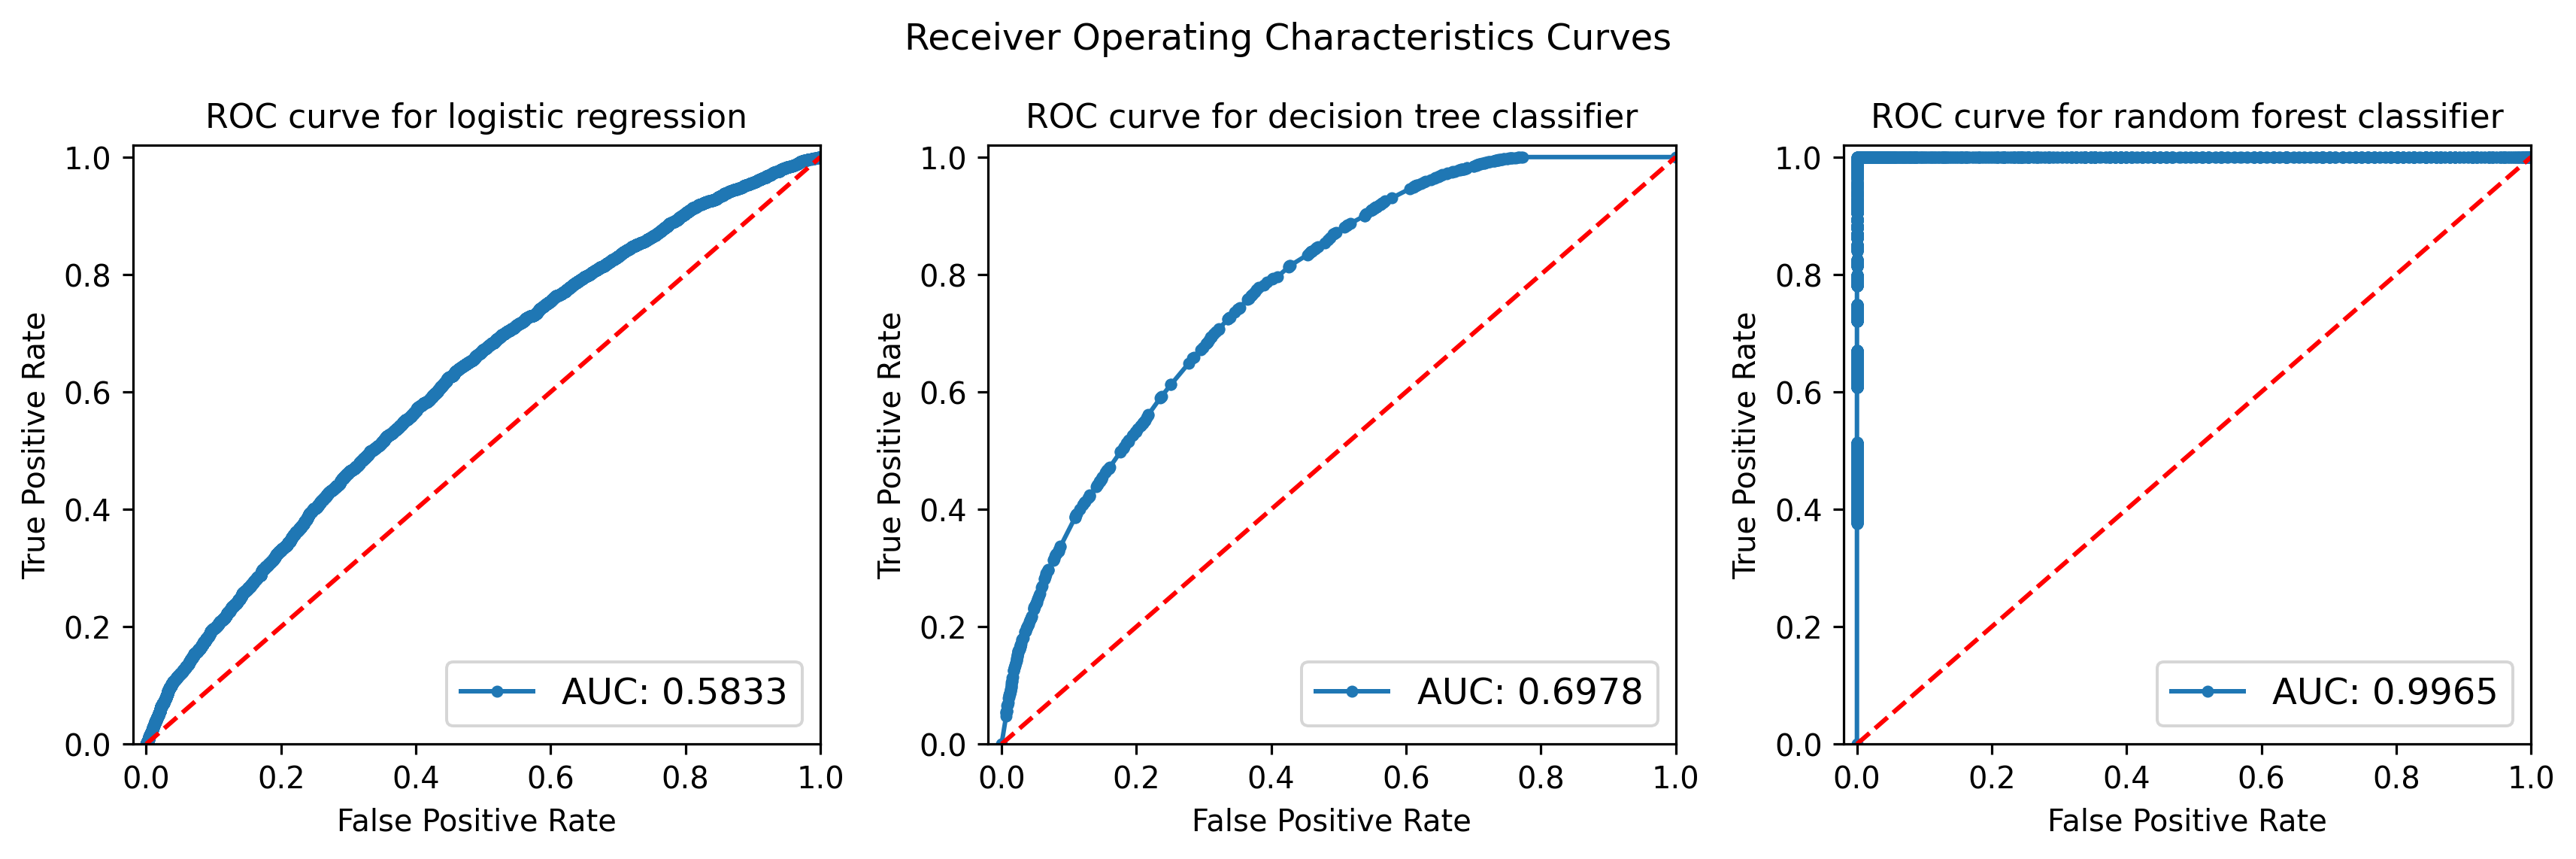 Receiver Operating Characteristics Curves
ROC curve for logistic regression
1.0
0.8
0.6
0.4
0.2
0.0
True Positive Rate
AUC: 0.5833
0.0 0.2 0.4 0.6 0.8 1.0
False Positive Rate
ROC curve for decision tree classifier
1.0
0.8
0.6
0.4
0.2
0.0
True Positive Rate
AUC: 0.6978
0.0 0.2 0.4 0.6 0.8 1.0
False Positive Rate
ROC curve for random forest classifier
1.0
0.8
0.6
0.4
0.2
0.0
True Positive Rate
AUC: 0.9965
0.0 0.2 0.4 0.6 0.8 1.0
False Positive Rate